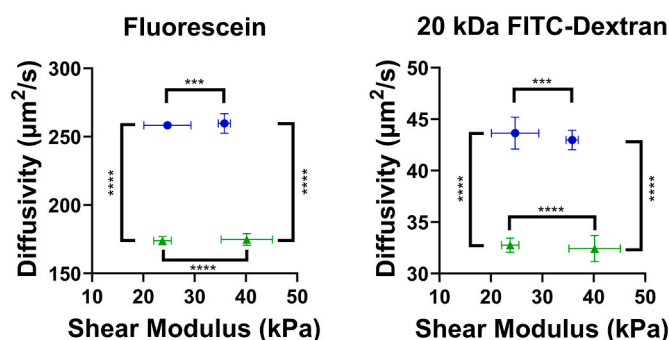 Fluorescein
Diffusivity (µm²/s)
300
250
200
150
***
****
****
****
10 20 30 40 50
Shear Modulus (kPa)
20 kDa FITC-Dextran
Diffusivity (µm²/s)
50
45
40
35
30
***
****
****
****
10 20 30 40 50
Shear Modulus (kPa)